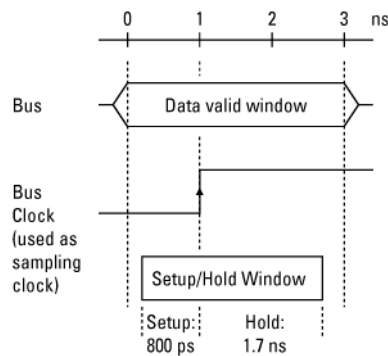 0 1 2 3 ns
Bus
Data valid window
Bus
Clock
(used as
sampling
clock)
Setup/Hold Window
Setup: Hold:
800 ps 1.7 ns